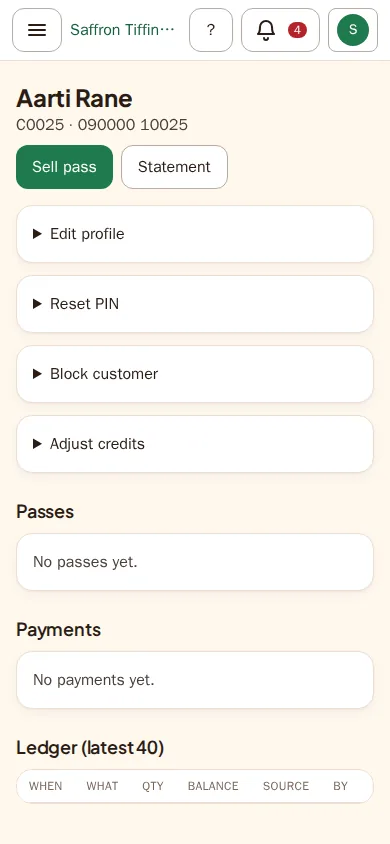 Saffron Tiffin… ? 4 S
Aarti Rane
C0025 · 090000 10025
Sell pass Statement
Edit profile
Reset PIN
Block customer
Adjust credits
Passes
No passes yet.
Payments
No payments yet.
Ledger (latest 40)
WHEN WHAT QTY BALANCE SOURCE BY